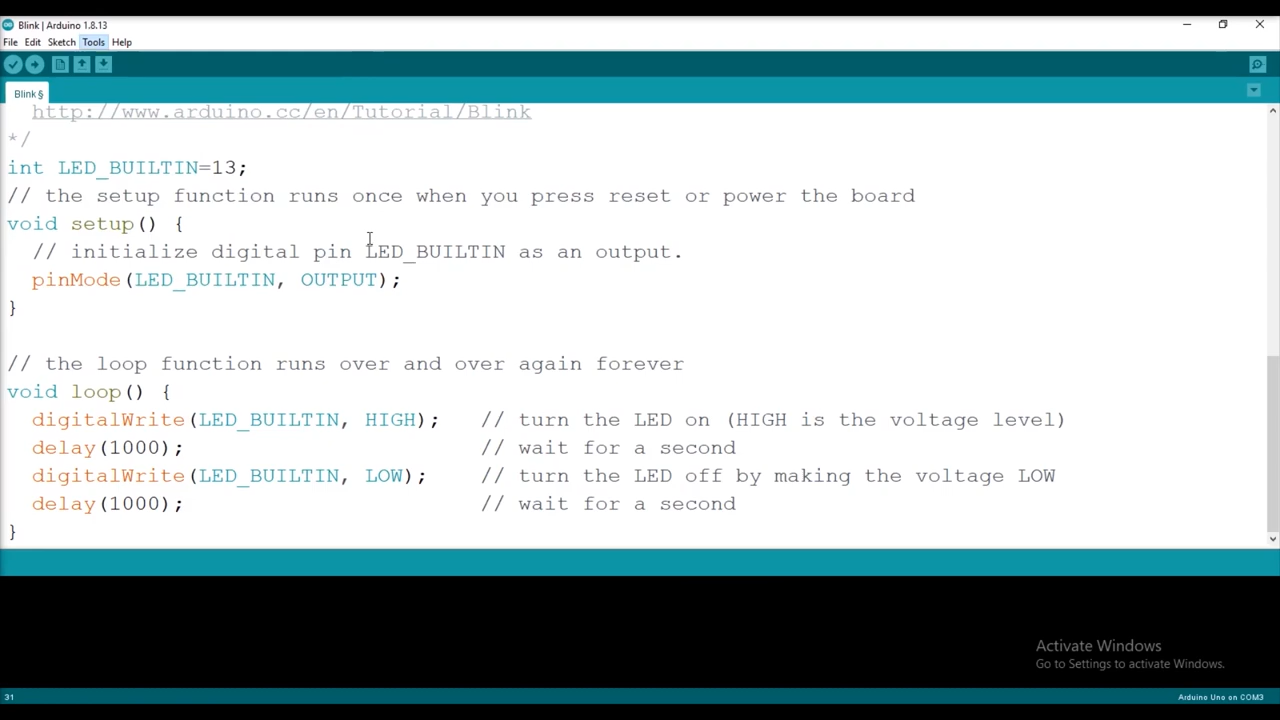 Blink | Arduino 1.8.13
File Edit Sketch Tools Help
Blink §
http://www.arduino.cc/en/Tutorial/Blink
*/
int LED_BUILTIN=13;
// the setup function runs once when you press reset or power the board
void setup() {
  // initialize digital pin LED_BUILTIN as an output.
  pinMode(LED_BUILTIN, OUTPUT);
}
// the loop function runs over and over again forever
void loop() {
  digitalWrite(LED_BUILTIN, HIGH);   // turn the LED on (HIGH is the voltage level)
  delay(1000);                       // wait for a second
  digitalWrite(LED_BUILTIN, LOW);    // turn the LED off by making the voltage LOW
  delay(1000);                       // wait for a second
}
Activate Windows
Go to Settings to activate Windows.
31 Arduino Uno on COM3